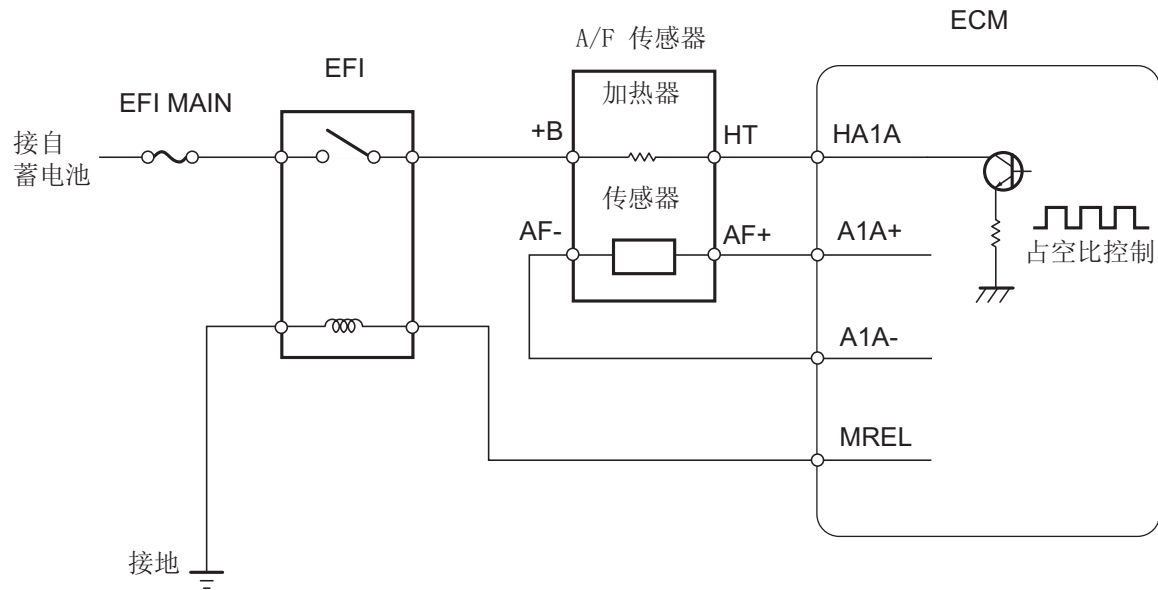 ECM
A/F 传感器
EFI
加热器
EFI MAIN
+B
HT
HA1A
接自
蓄电池
传感器
AF-
AF+
A1A+
占空比控制
A1A-
MREL
接地